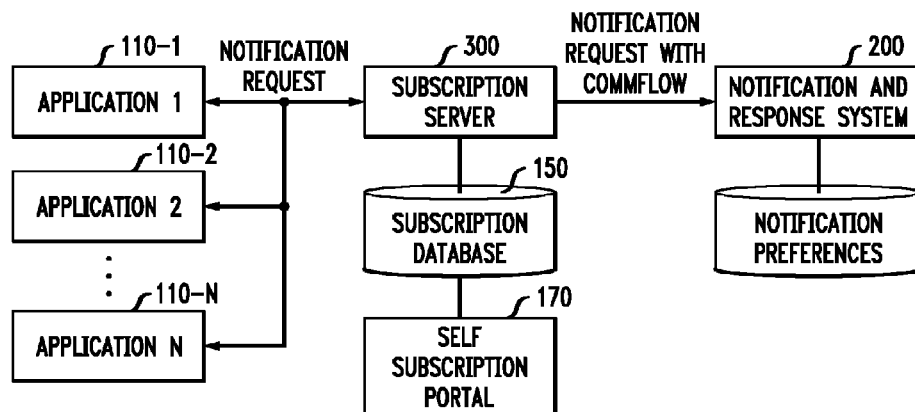 110-1
APPLICATION 1
110-2
APPLICATION 2
110-N
APPLICATION N
NOTIFICATION
REQUEST
300
SUBSCRIPTION
SERVER
150
SUBSCRIPTION
DATABASE
170
SELF
SUBSCRIPTION
PORTAL
NOTIFICATION
REQUEST WITH
COMMFLOW
200
NOTIFICATION AND
RESPONSE SYSTEM
NOTIFICATION
PREFERENCES